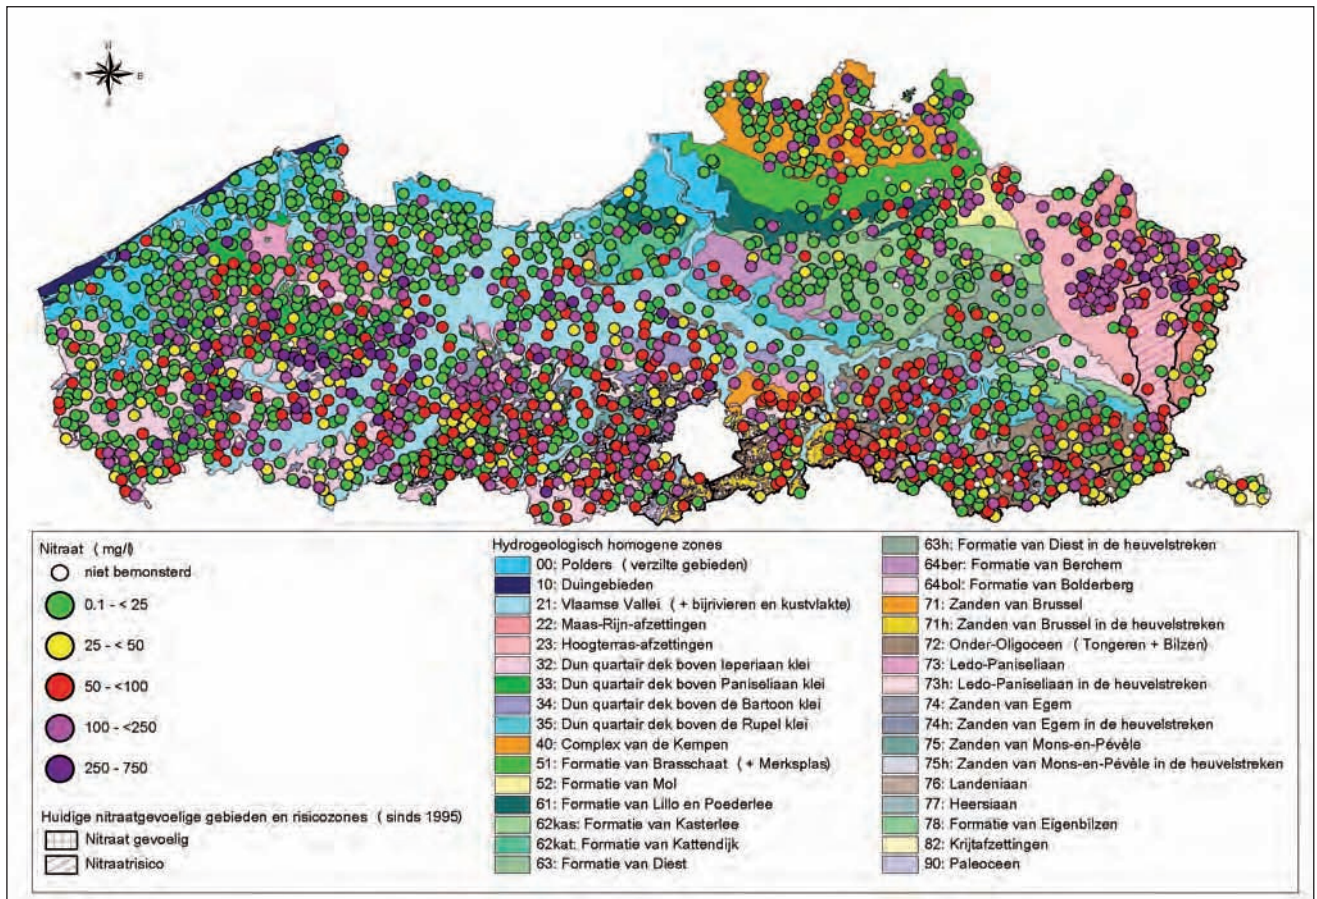 Nitraat ( mg/l)
niet bemonsterd
0.1 - < 25
25 - < 50
50 - <100
100 - <250
250 - 750
Huidige nitraatgevoelige gebieden en risicozones ( sinds 1995)
Nitraat gevoelig
Nitraatrisico
Hydrogeologisch homogene zones
00: Polders ( verzilte gebieden)
10: Duingebieden
21: Vlaamse Vallei ( + bijrivieren en kustvlakte)
22: Maas-Rijn-afzettingen
23: Hoogterras-afzettingen
32: Dun quartair dek boven Ieperiaan klei
33: Dun quartair dek boven Paniseliaan klei
34: Dun quartair dek boven de Bartoon klei
35: Dun quartair dek boven de Rupel klei
40: Complex van de Kempen
51: Formatie van Brasschaat ( + Merksplas)
52: Formatie van Mol
61: Formatie van Lillo en Poederlee
62kas: Formatie van Kasterlee
62kat: Formatie van Kattendijk
63: Formatie van Diest
63h: Formatie van Diest in de heuvelstreken
64ber: Formatie van Berchem
64bol: Formatie van Bolderberg
71: Zanden van Brussel
71h: Zanden van Brussel in de heuvelstreken
72: Onder-Oligoceen ( Tongeren + Bilzen)
73: Ledo-Paniseliaan
73h: Ledo-Paniseliaan in de heuvelstreken
74: Zanden van Egem
74h: Zanden van Egem in de heuvelstreken
75: Zanden van Mons-en-Pévèle
75h: Zanden van Mons-en-Pévèle in de heuvelstreken
76: Landeniaan
77: Heersiaan
78: Formatie van Eigenbilzen
82: Krijtafzettingen
90: Paleoceen